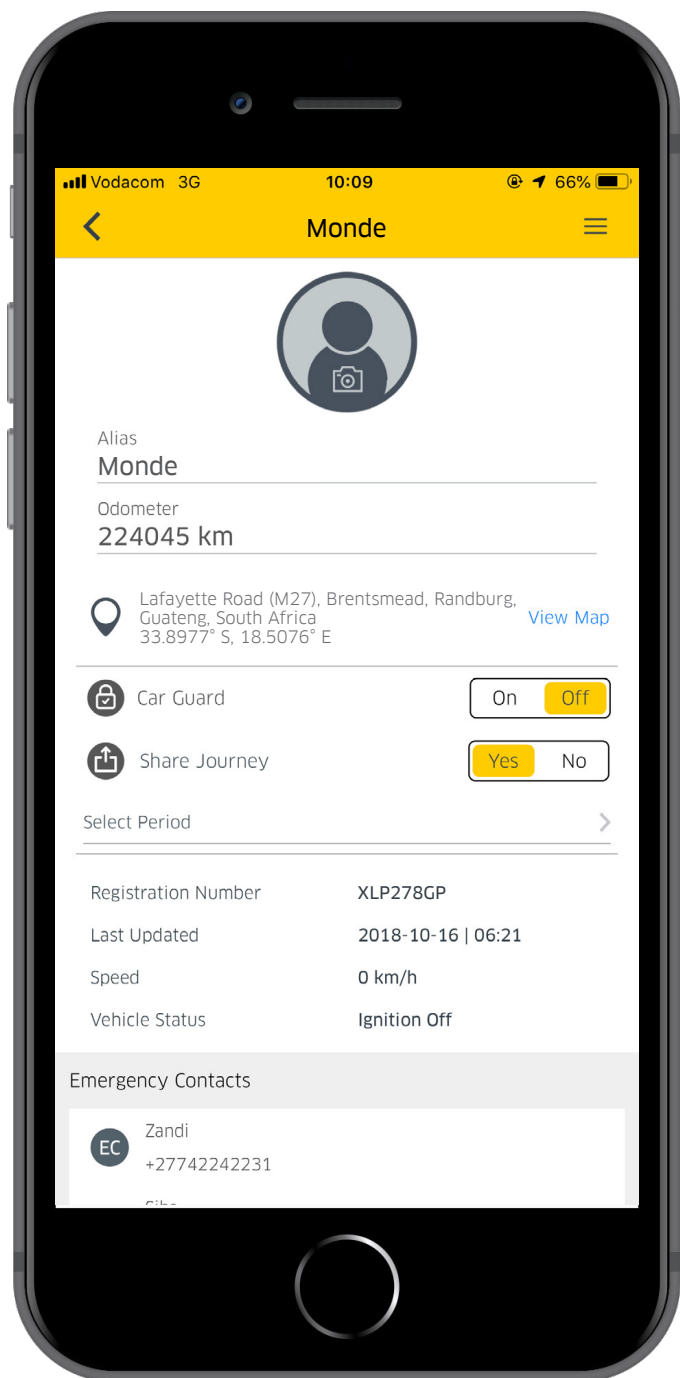 Vodacom 3G 10:09 66%
Monde
Alias
Monde
Odometer
224045 km
Lafayette Road (M27), Brentsmead, Randburg,
Guateng, South Africa
33.8977° S, 18.5076° E
View Map
Car Guard On Off
Share Journey Yes No
Select Period
Registration Number XLP278GP
Last Updated 2018-10-16 | 06:21
Speed 0 km/h
Vehicle Status Ignition Off
Emergency Contacts
EC
Zandi
+27742242231